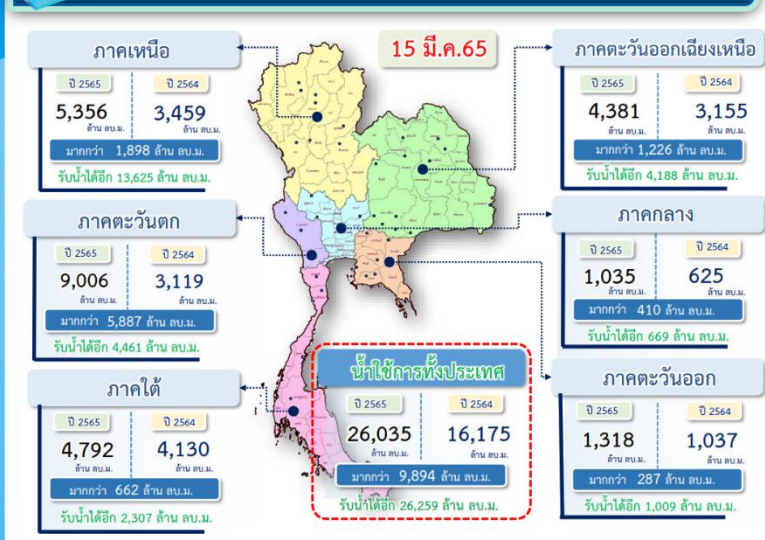 15 มี.ค.65
ภาคเหนือ
ปี 2565 ปี 2564
5,356 3,459
ล้าน ลบ.ม. ล้าน ลบ.ม.
มากกว่า 1,898 ล้าน ลบ.ม.
รับน้ำได้อีก 13,625 ล้าน ลบ.ม.
ภาคตะวันออกเฉียงเหนือ
ปี 2565 ปี 2564
4,381 3,155
ล้าน ลบ.ม. ล้าน ลบ.ม.
มากกว่า 1,226 ล้าน ลบ.ม.
รับน้ำได้อีก 4,188 ล้าน ลบ.ม.
ภาคตะวันตก
ปี 2565 ปี 2564
9,006 3,119
ล้าน ลบ.ม. ล้าน ลบ.ม.
มากกว่า 5,887 ล้าน ลบ.ม.
รับน้ำได้อีก 4,461 ล้าน ลบ.ม.
ภาคกลาง
ปี 2565 ปี 2564
1,035 625
ล้าน ลบ.ม. ล้าน ลบ.ม.
มากกว่า 410 ล้าน ลบ.ม.
รับน้ำได้อีก 669 ล้าน ลบ.ม.
ภาคใต้
ปี 2565 ปี 2564
4,792 4,130
ล้าน ลบ.ม. ล้าน ลบ.ม.
มากกว่า 662 ล้าน ลบ.ม.
รับน้ำได้อีก 2,307 ล้าน ลบ.ม.
น้ำใช้การทั้งประเทศ
ปี 2565 ปี 2564
26,035 16,175
ล้าน ลบ.ม. ล้าน ลบ.ม.
มากกว่า 9,894 ล้าน ลบ.ม.
รับน้ำได้อีก 26,259 ล้าน ลบ.ม.
ภาคตะวันออก
ปี 2565 ปี 2564
1,318 1,037
ล้าน ลบ.ม. ล้าน ลบ.ม.
มากกว่า 287 ล้าน ลบ.ม.
รับน้ำได้อีก 1,009 ล้าน ลบ.ม.